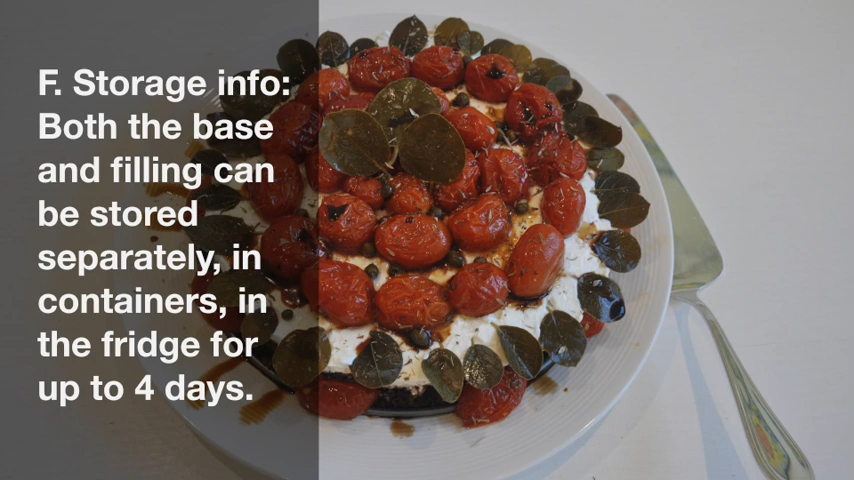 F. Storage info:
Both the base
and filling can
be stored
separately, in
containers, in
the fridge for
up to 4 days.